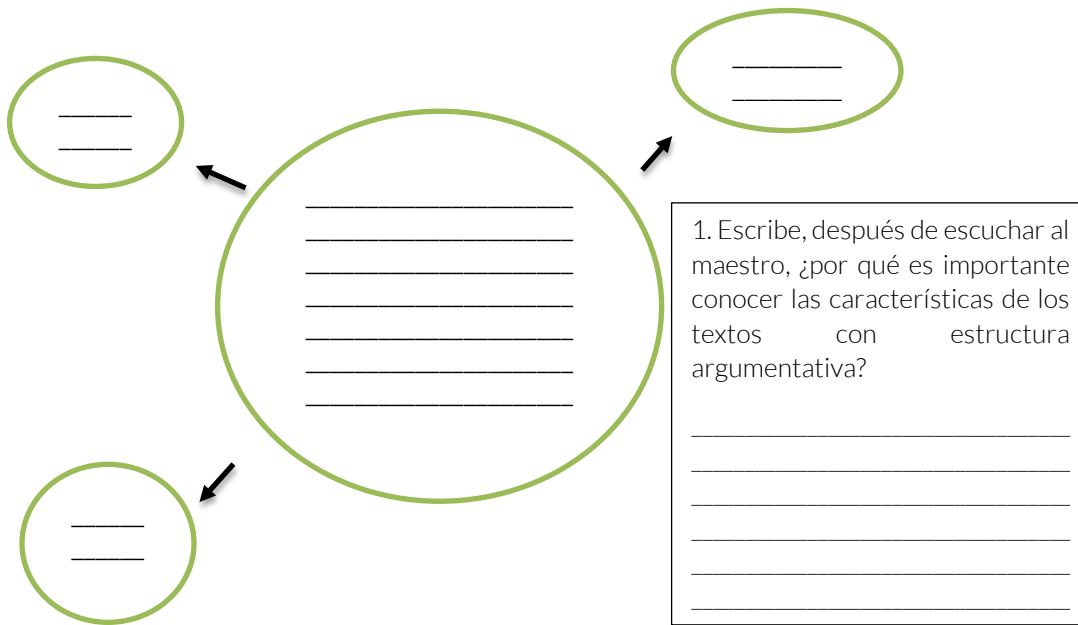 1. Escribe, después de escuchar al
maestro, ¿por qué es importante
conocer las características de los
textos con estructura
argumentativa?